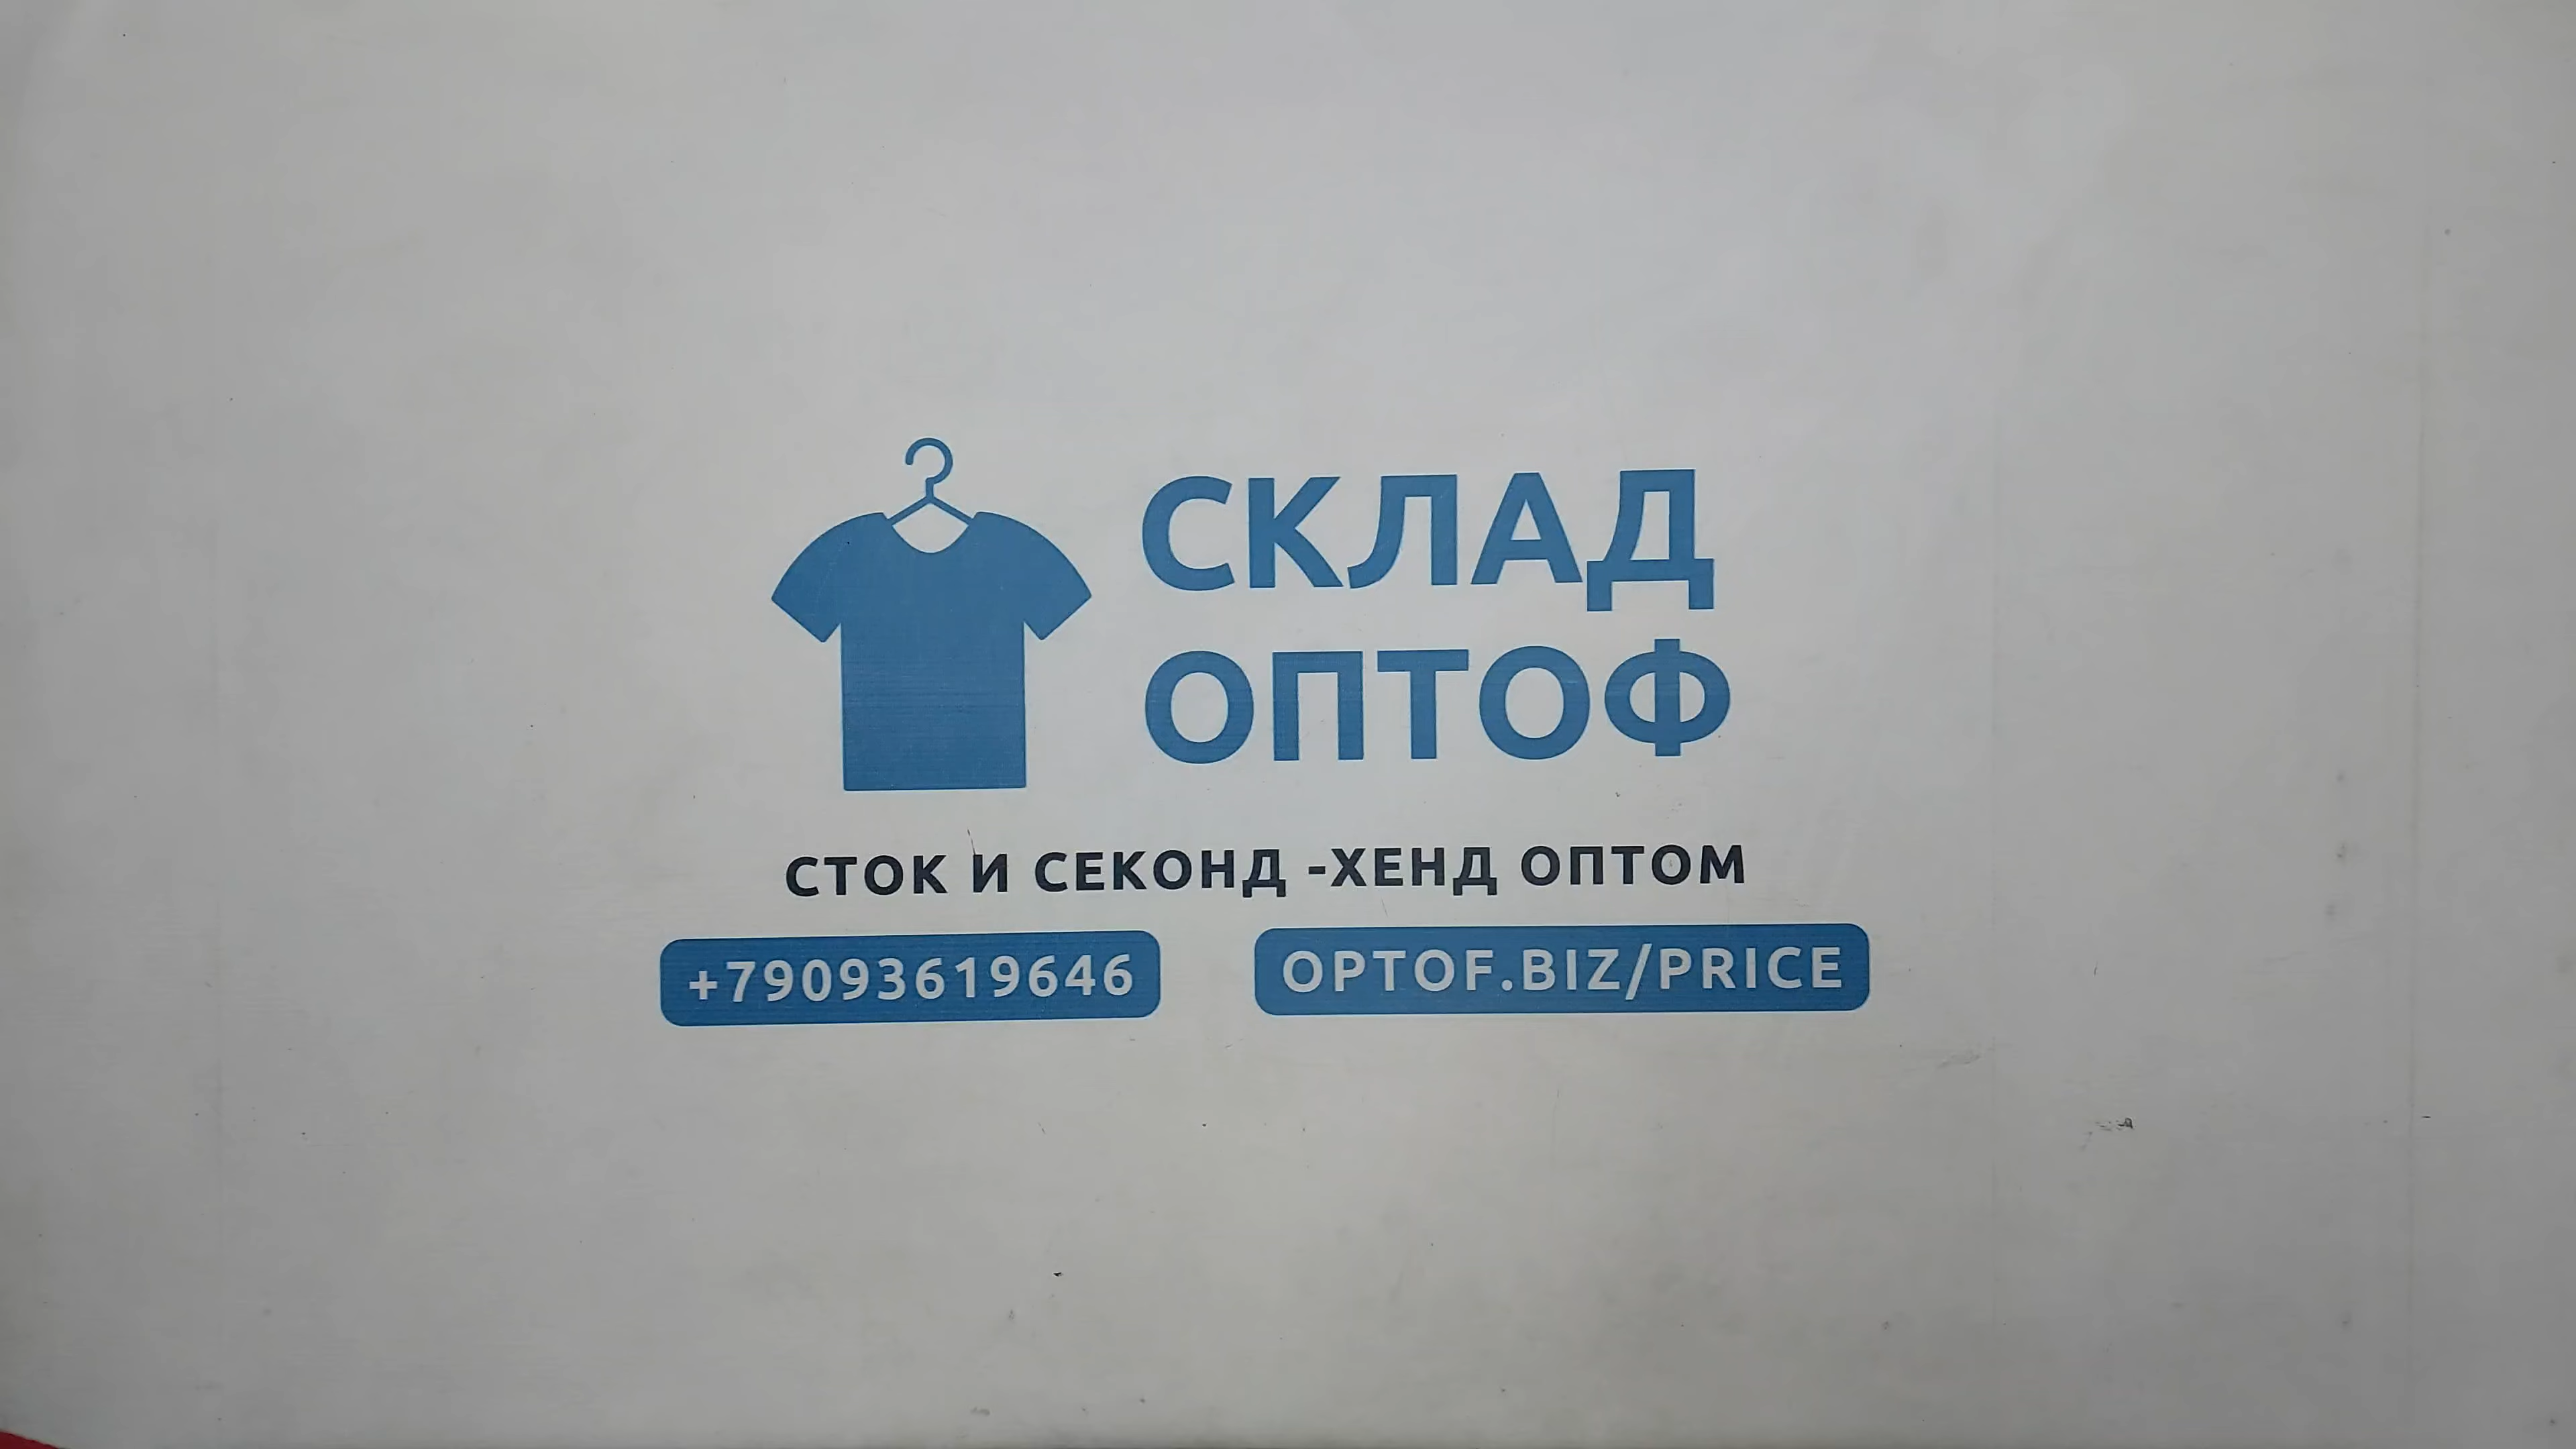 СКЛАД
ОПТОФ
СТОК И СЕКОНД -ХЕНД ОПТОМ
+79093619646
OPTOF.BIZ/PRICE